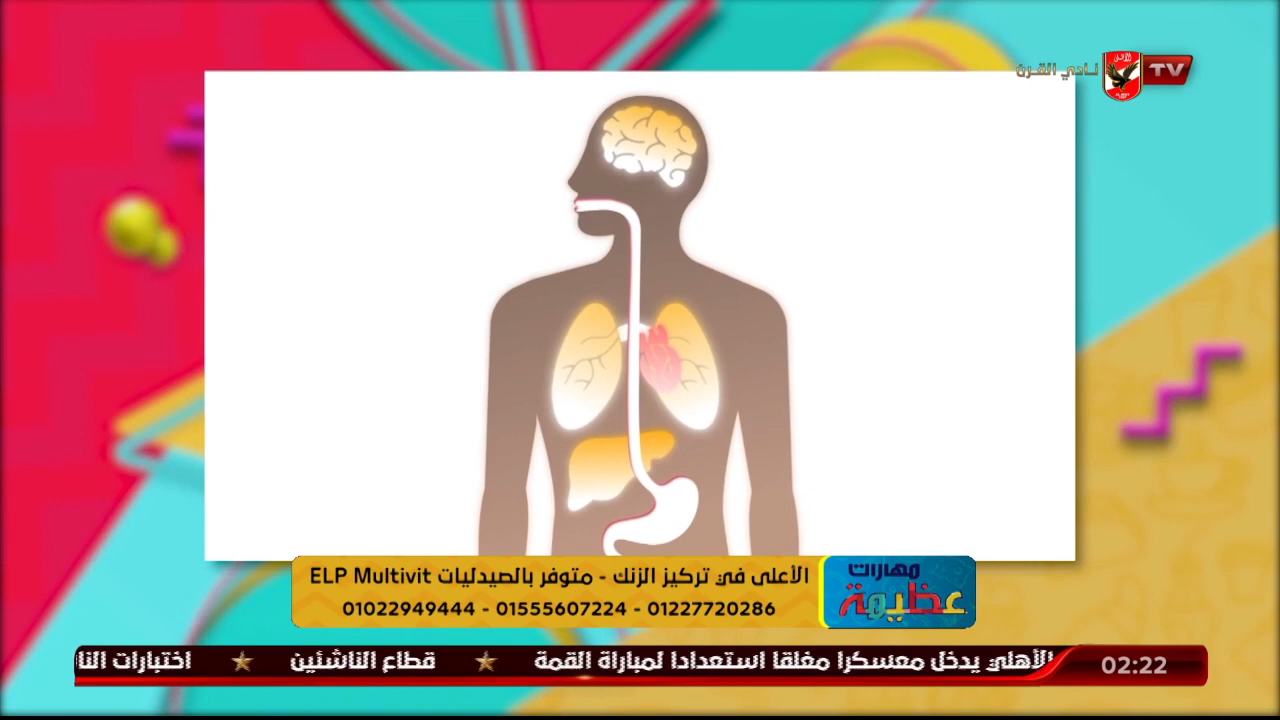 نادي القرن TV
الأعلى في تركيز الزنك - متوفر بالصيدليات ELP Multivit
01022949444 - 01555607224 - 01227720286
مهارات
عظيمة
الأهلي يدخل معسكرا مغلقا استعدادا لمباراة القمة ★ قطاع الناشئين ★ اختبارات
02:22